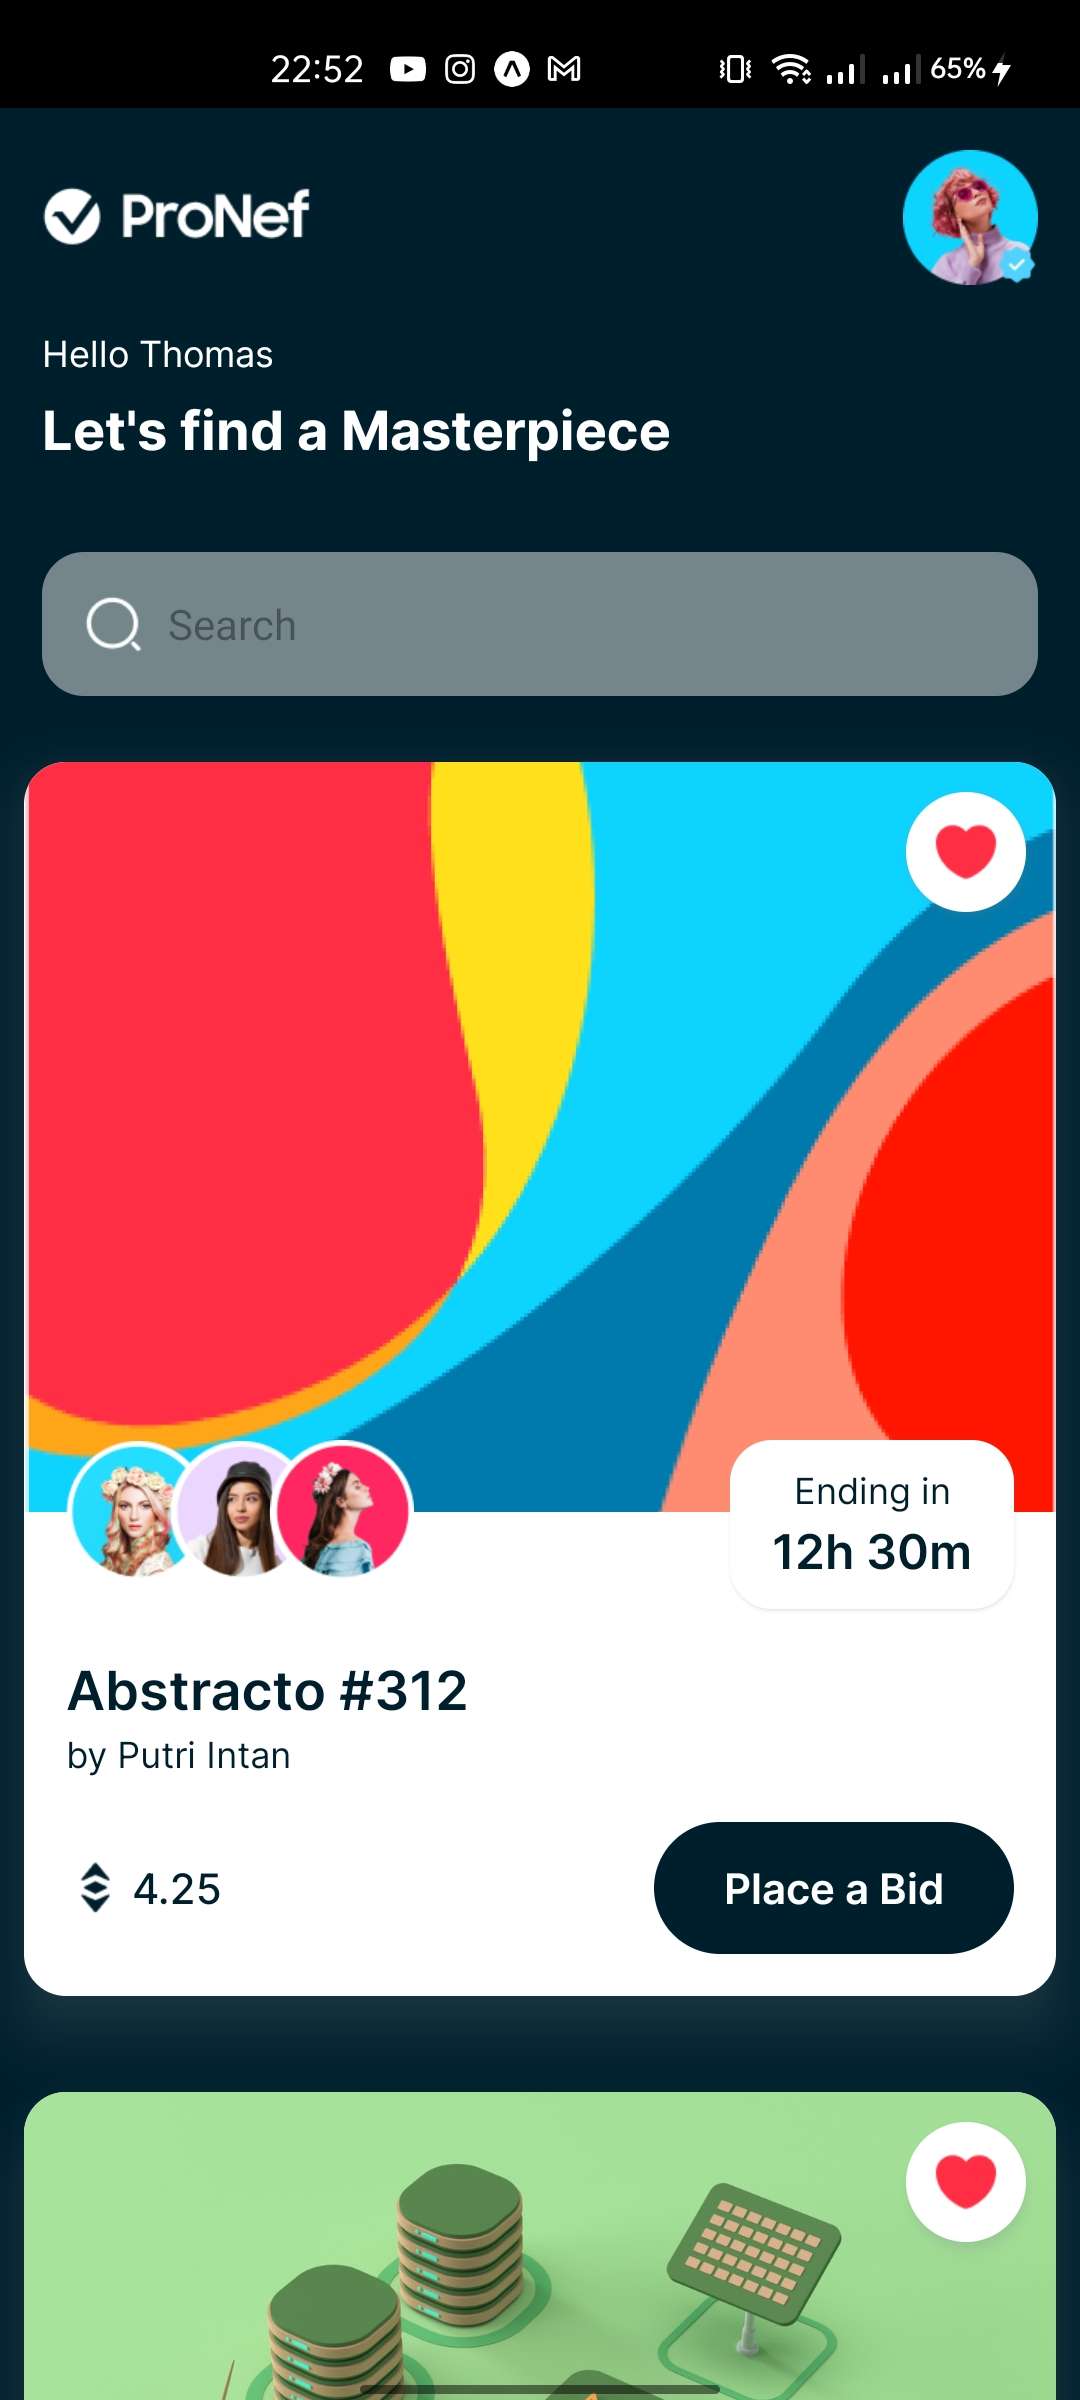 22:52
65%
ProNef
Hello Thomas
Let's find a Masterpiece
Search
Ending in
12h 30m
Abstracto #312
by Putri Intan
4.25
Place a Bid